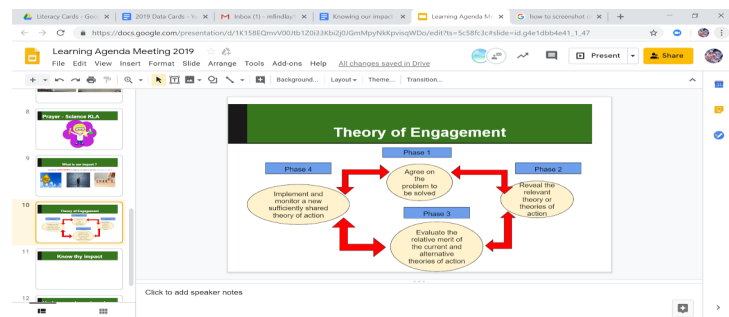 Literacy Cards - Goo
2019 Data Cards - Ye
Inbox (1) - mfindlay
Knowing our impact
Learning Agenda M
how to screenshot
https://docs.google.com/presentation/d/1K158EQmvV00Jtb1Z0i33Kbi2j0/GmMpyNkKpvisqWDo/edit?ts=5c58fc3c#slide=id.g4e1dbb4e41_1_47
Learning Agenda Meeting 2019
File Edit View Insert Format Slide Arrange Tools Add-ons Help All changes saved in Drive
Present
Share
Background... Layout Theme... Transition...
8
Prayer - Science KLA
9
What is our impact ?
10
Theory of Engagement
11
Know thy impact
12
Theory of Engagement
Phase 1
Agree on
the
problem to
be solved
Phase 2
Reveal the
relevant
theory or
theories of
action
Phase 3
Evaluate the
relative merit of
the current and
alternative
theories of action
Phase 4
Implement and
monitor a new
sufficiently shared
theory of action
Click to add speaker notes